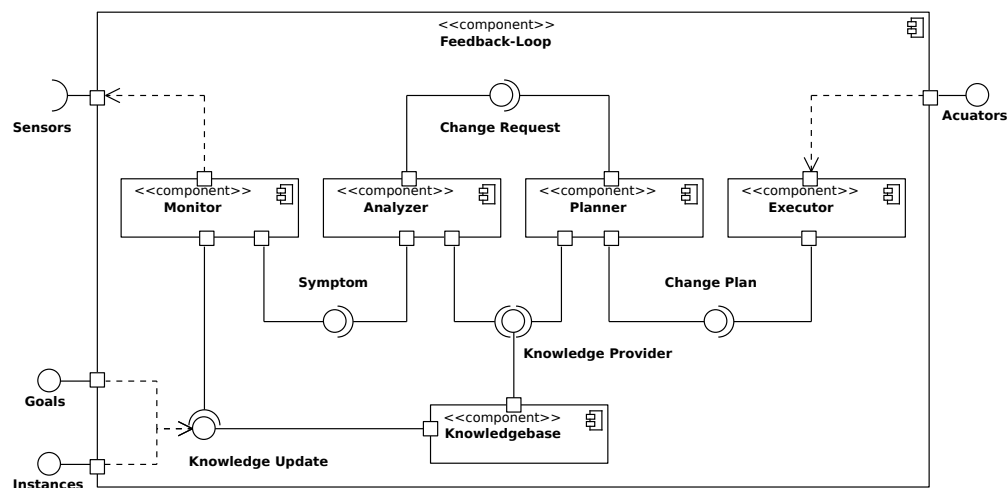 <<component>>
Feedback-Loop
Sensors
Change Request
Acuators
<<component>>
Monitor
<<component>>
Analyzer
<<component>>
Planner
<<component>>
Executor
Symptom
Change Plan
Knowledge Provider
Goals
<<component>>
Knowledgebase
Knowledge Update
Instances